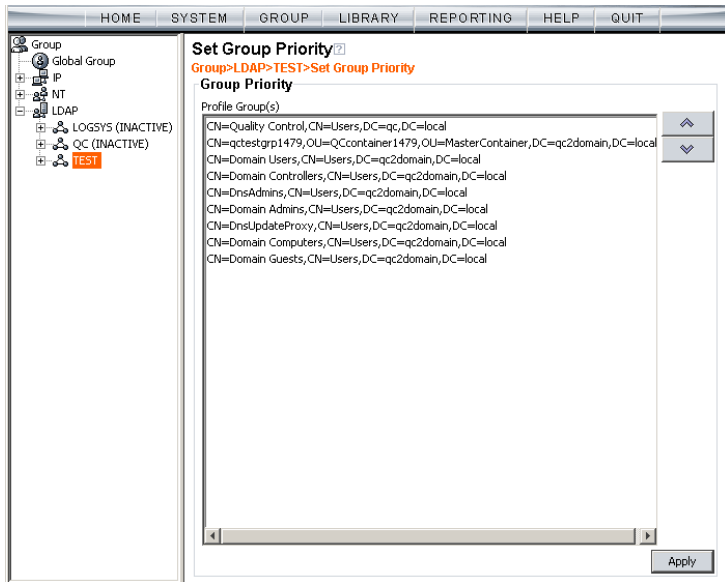 HOME SYSTEM GROUP LIBRARY REPORTING HELP QUIT
Group
Global Group
IP
NT
LDAP
LOGSYS (INACTIVE)
QC (INACTIVE)
TEST
Set Group Priority?
Group>LDAP>TEST>Set Group Priority
Group Priority
Profile Group(s)
CN=Quality Control,CN=Users,DC=qc,DC=local
CN=qctestgrp1479,OU=QCcontainer1479,OU=MasterContainer,DC=qc2domain,DC=local
CN=Domain Users,CN=Users,DC=qc2domain,DC=local
CN=Domain Controllers,CN=Users,DC=qc2domain,DC=local
CN=DnsAdmins,CN=Users,DC=qc2domain,DC=local
CN=Domain Admins,CN=Users,DC=qc2domain,DC=local
CN=DnsUpdateProxy,CN=Users,DC=qc2domain,DC=local
CN=Domain Computers,CN=Users,DC=qc2domain,DC=local
CN=Domain Guests,CN=Users,DC=qc2domain,DC=local
Apply